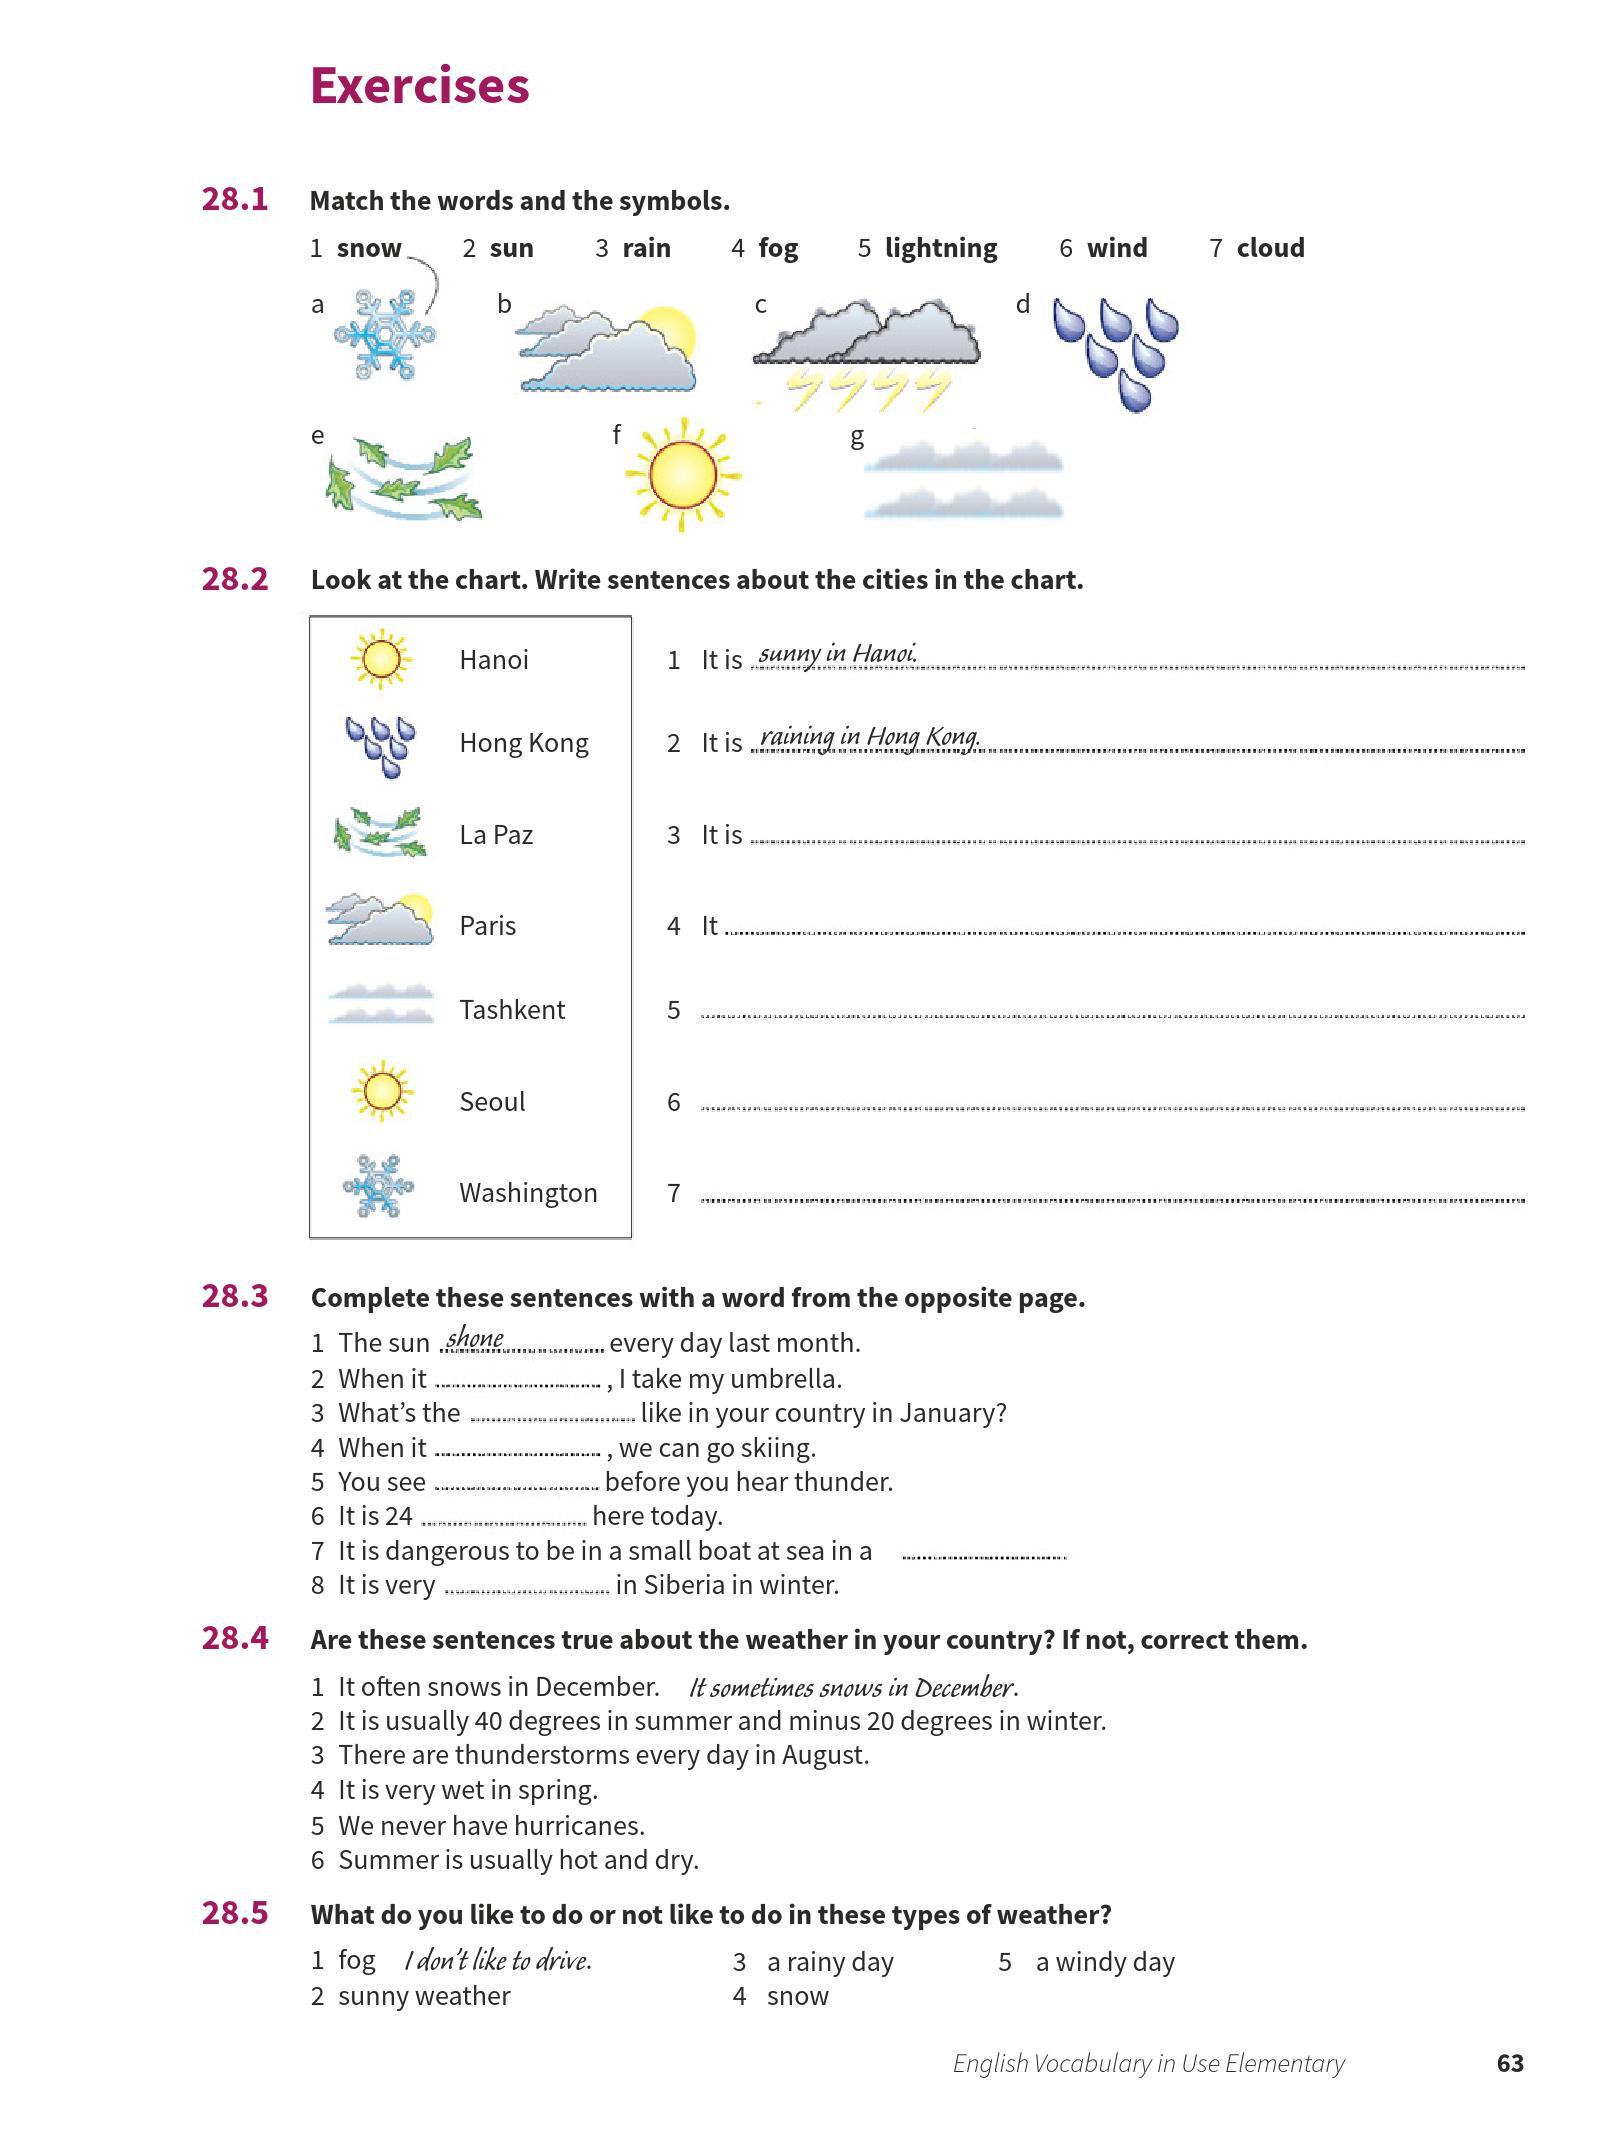 Exercises
28.1 Match the words and the symbols.
1 snow 2 sun 3 rain 4 fog 5 lightning 6 wind 7 cloud
a b c d
e f g
28.2 Look at the chart. Write sentences about the cities in the chart.
Hanoi 1 It is sunny in Hanoi.
Hong Kong 2 It is raining in Hong Kong.
La Paz 3 It is
Paris 4 It
Tashkent 5
Seoul 6
Washington 7
28.3 Complete these sentences with a word from the opposite page.
1 The sun shone every day last month.
2 When it , I take my umbrella.
3 What's the like in your country in January?
4 When it , we can go skiing.
5 You see before you hear thunder.
6 It is 24 here today.
7 It is dangerous to be in a small boat at sea in a
8 It is very in Siberia in winter.
28.4 Are these sentences true about the weather in your country? If not, correct them.
1 It often snows in December. It sometimes snows in December.
2 It is usually 40 degrees in summer and minus 20 degrees in winter.
3 There are thunderstorms every day in August.
4 It is very wet in spring.
5 We never have hurricanes.
6 Summer is usually hot and dry.
28.5 What do you like to do or not like to do in these types of weather?
1 fog I don't like to drive. 3 a rainy day 5 a windy day
2 sunny weather 4 snow
English Vocabulary in Use Elementary 63